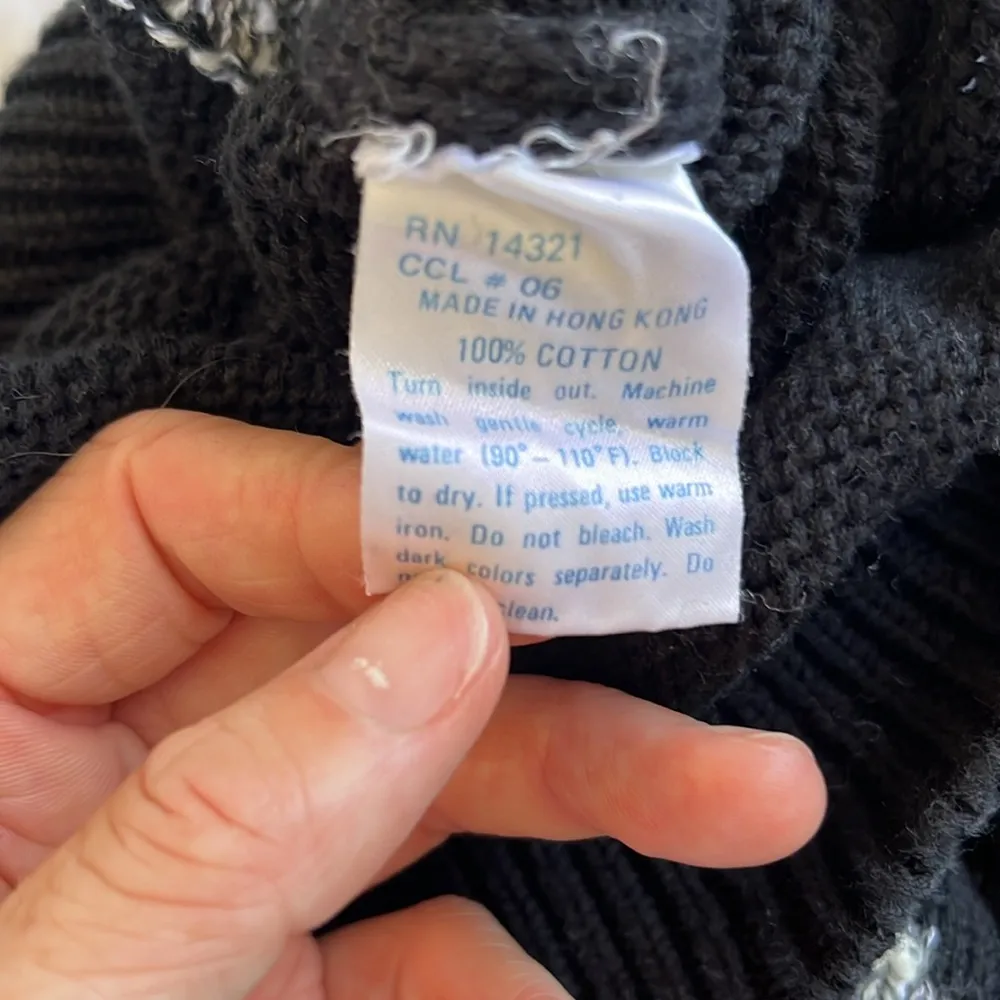 RN 14321
CCL # 06
MADE IN HONG KONG
100% COTTON
Turn inside out. Machine
wash gentle cycle, warm
water (90°-110°F). Block
to dry. If pressed, use warm
iron. Do not bleach. Wash
dark colors separately. Do
clean.